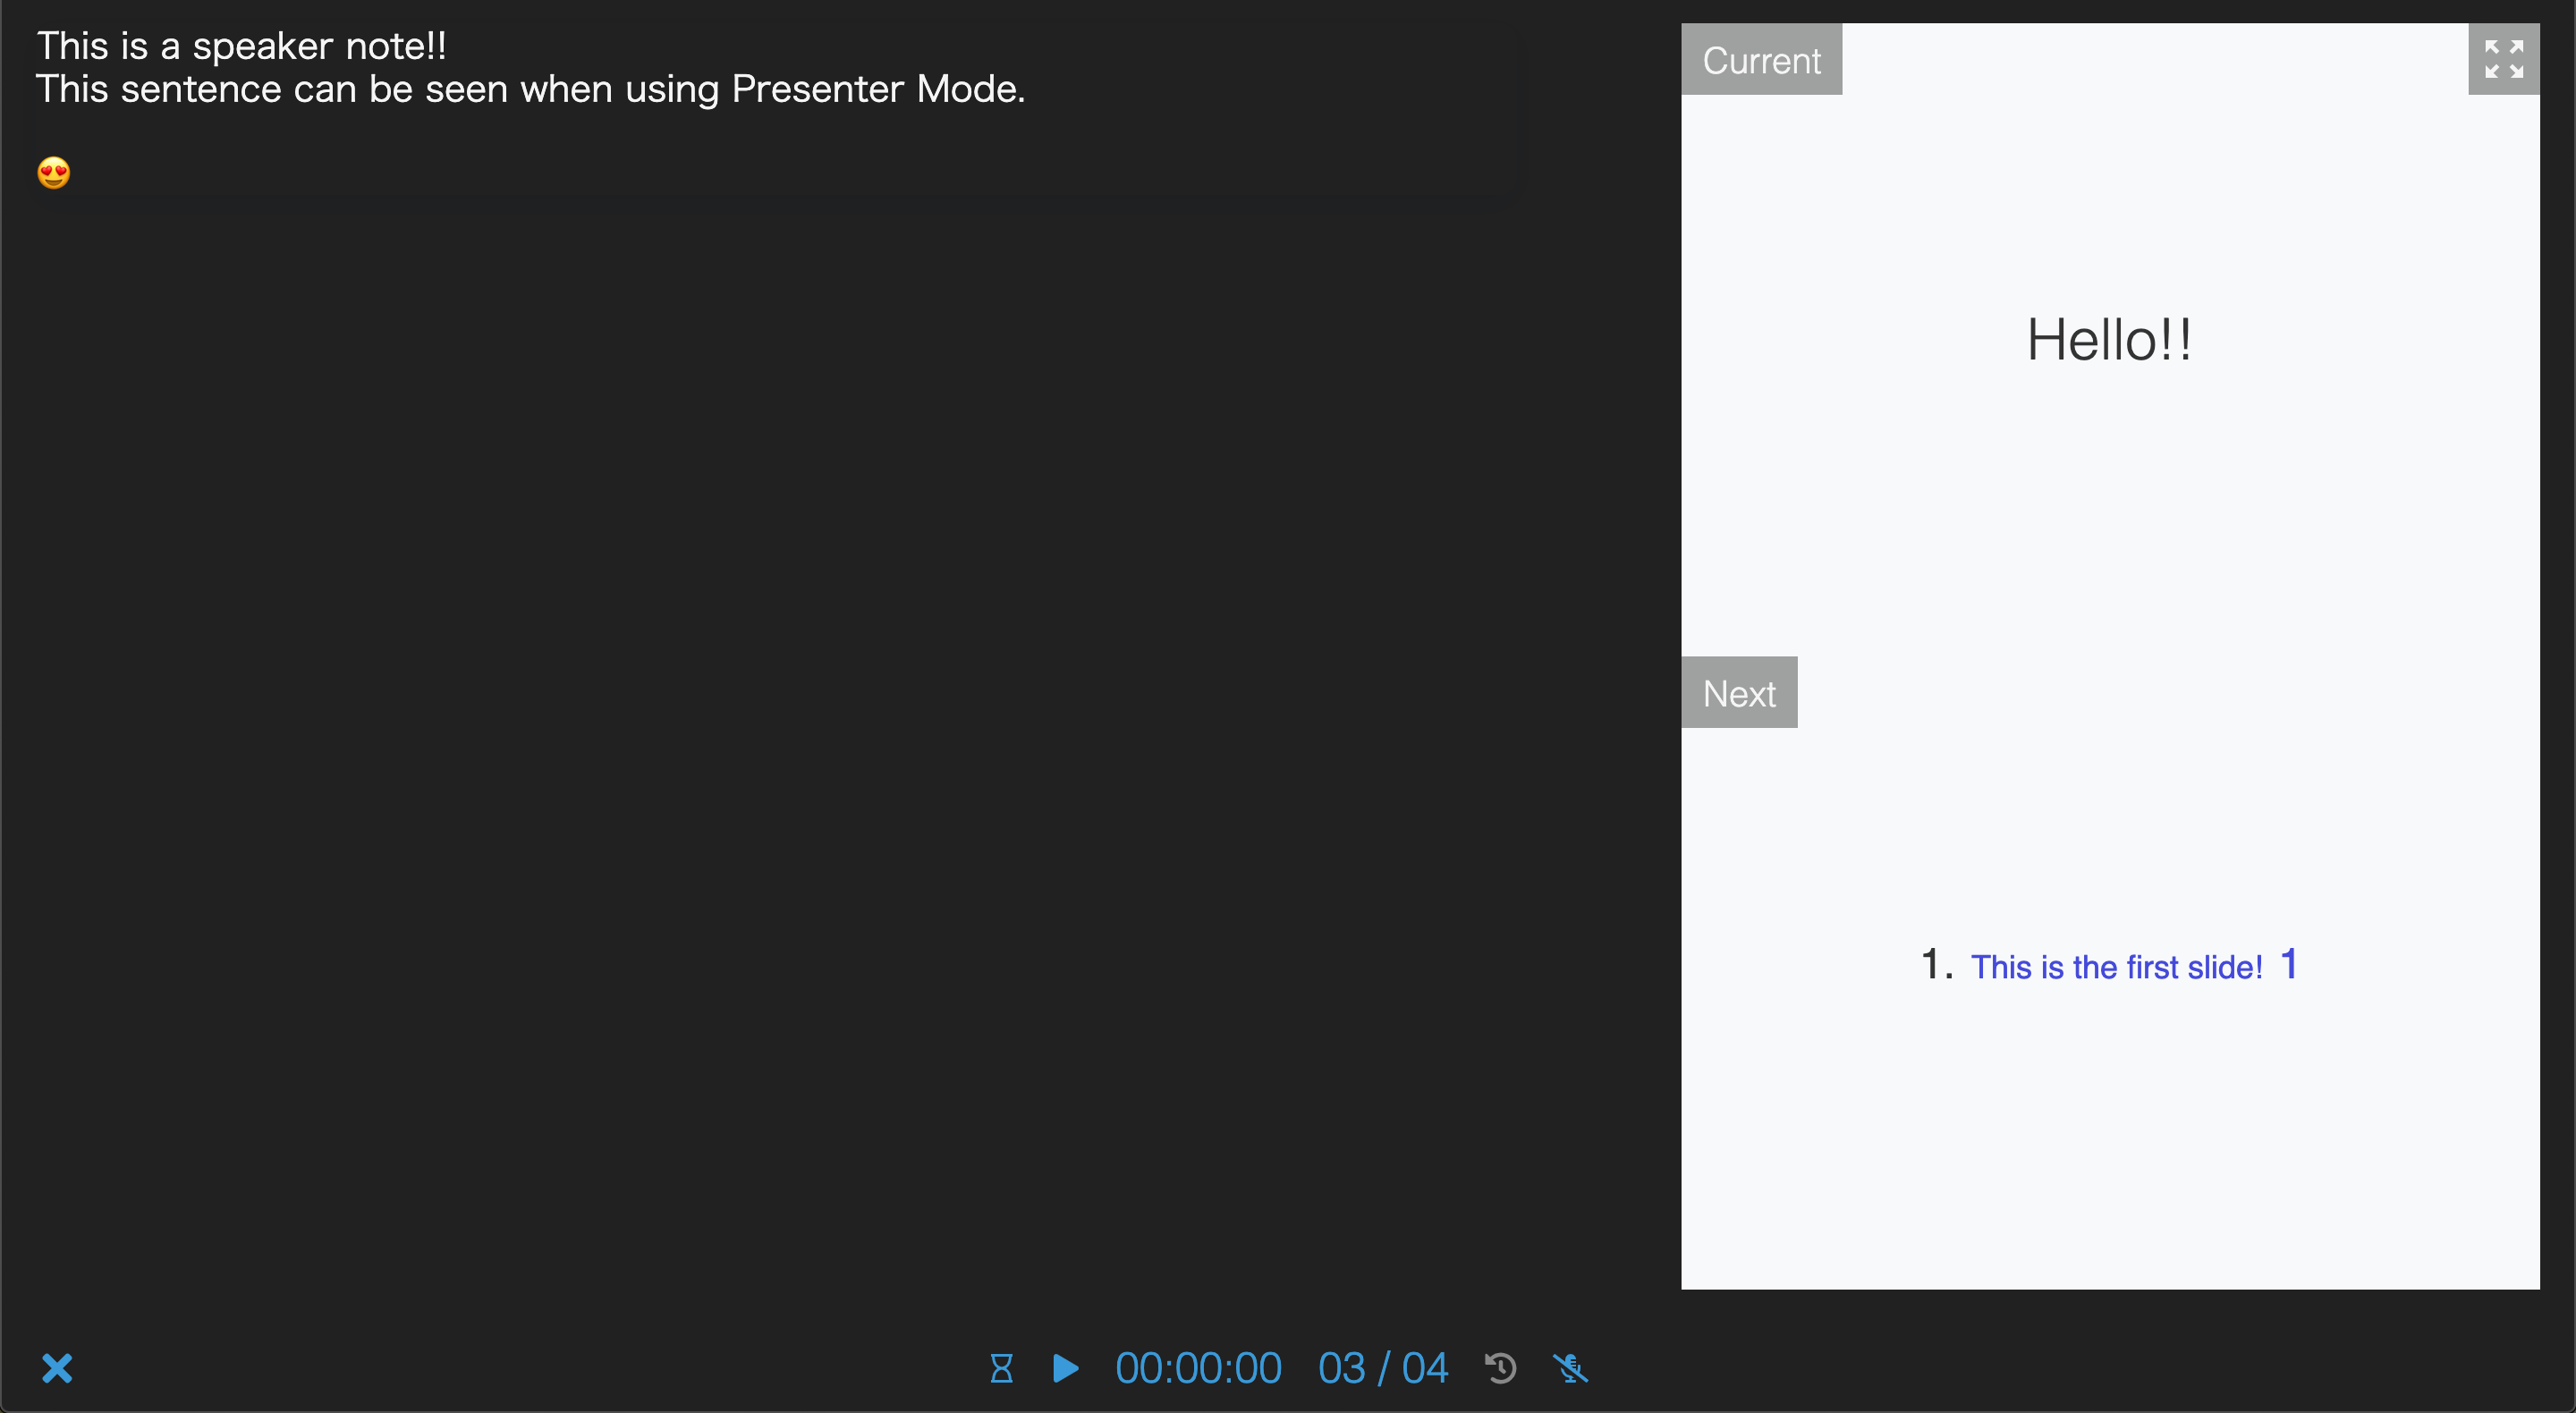 This is a speaker note!!
This sentence can be seen when using Presenter Mode.
😍
Current
Hello!!
Next
1. This is the first slide! 1
00:00:00 03 / 04